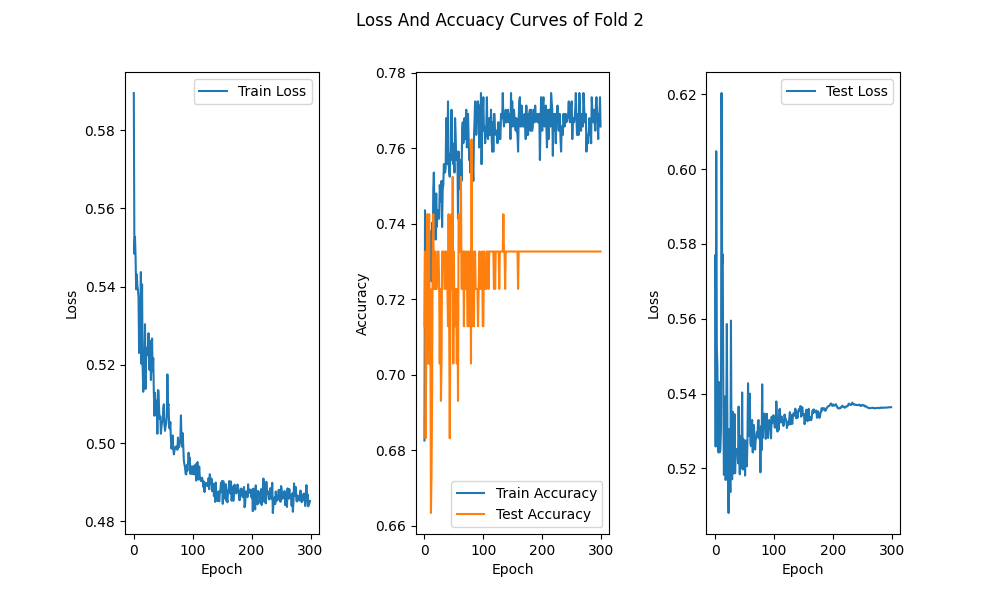 Loss And Accuacy Curves of Fold 2
Train Loss
0.58
0.56
0.54
0.52
0.50
0.48
Loss
0 100 200 300
Epoch
0.78
0.76
0.74
0.72
0.70
0.68
0.66
Accuracy
Train Accuracy
Test Accuracy
0 100 200 300
Epoch
Test Loss
0.62
0.60
0.58
0.56
0.54
0.52
Loss
0 100 200 300
Epoch